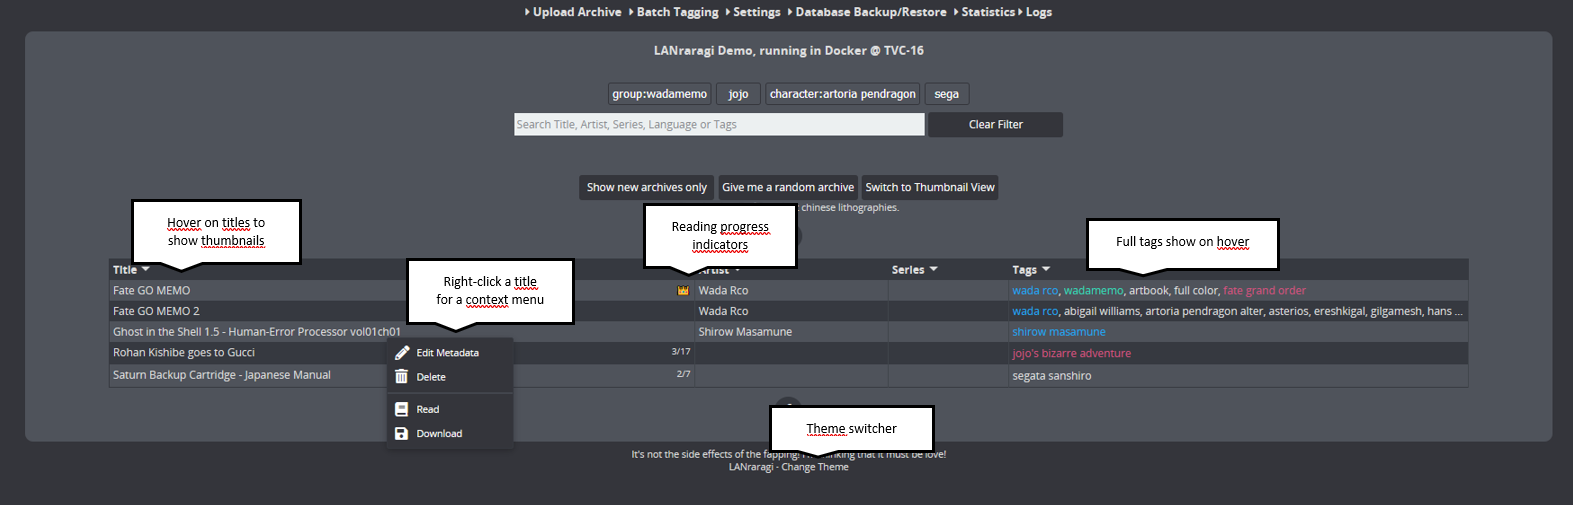 Upload Archive Batch Tagging Settings Database Backup/Restore Statistics Logs
LANraragi Demo, running in Docker @ TVC-16
group:wadamemo jojo character:artoria pendragon sega
Search Title, Artist, Series, Language or Tags Clear Filter
Show new archives only Give me a random archive Switch to Thumbnail View
chinese lithographies.
Hover on titles to
show thumbnails
Reading progress
indicators
Full tags show on hover
Right-click a title
for a context menu
Title Artist Series Tags
Fate GO MEMO Wada Rco wada rco, wadamemo, artbook, full color, fate grand order
Fate GO MEMO 2 Wada Rco wada rco, abigail williams, artoria pendragon alter, asterios, ereshkigal, gilgamesh, hans ...
Ghost in the Shell 1.5 - Human-Error Processor vol01ch01 Shirow Masamune shirow masamune
Rohan Kishibe goes to Gucci 3/17 jojo's bizarre adventure
Saturn Backup Cartridge - Japanese Manual 2/7 segata sanshiro
Edit Metadata
Delete
Read
Download
Theme switcher
It's not the side effects of the fapping! thinking that it must be love!
LANraragi - Change Theme